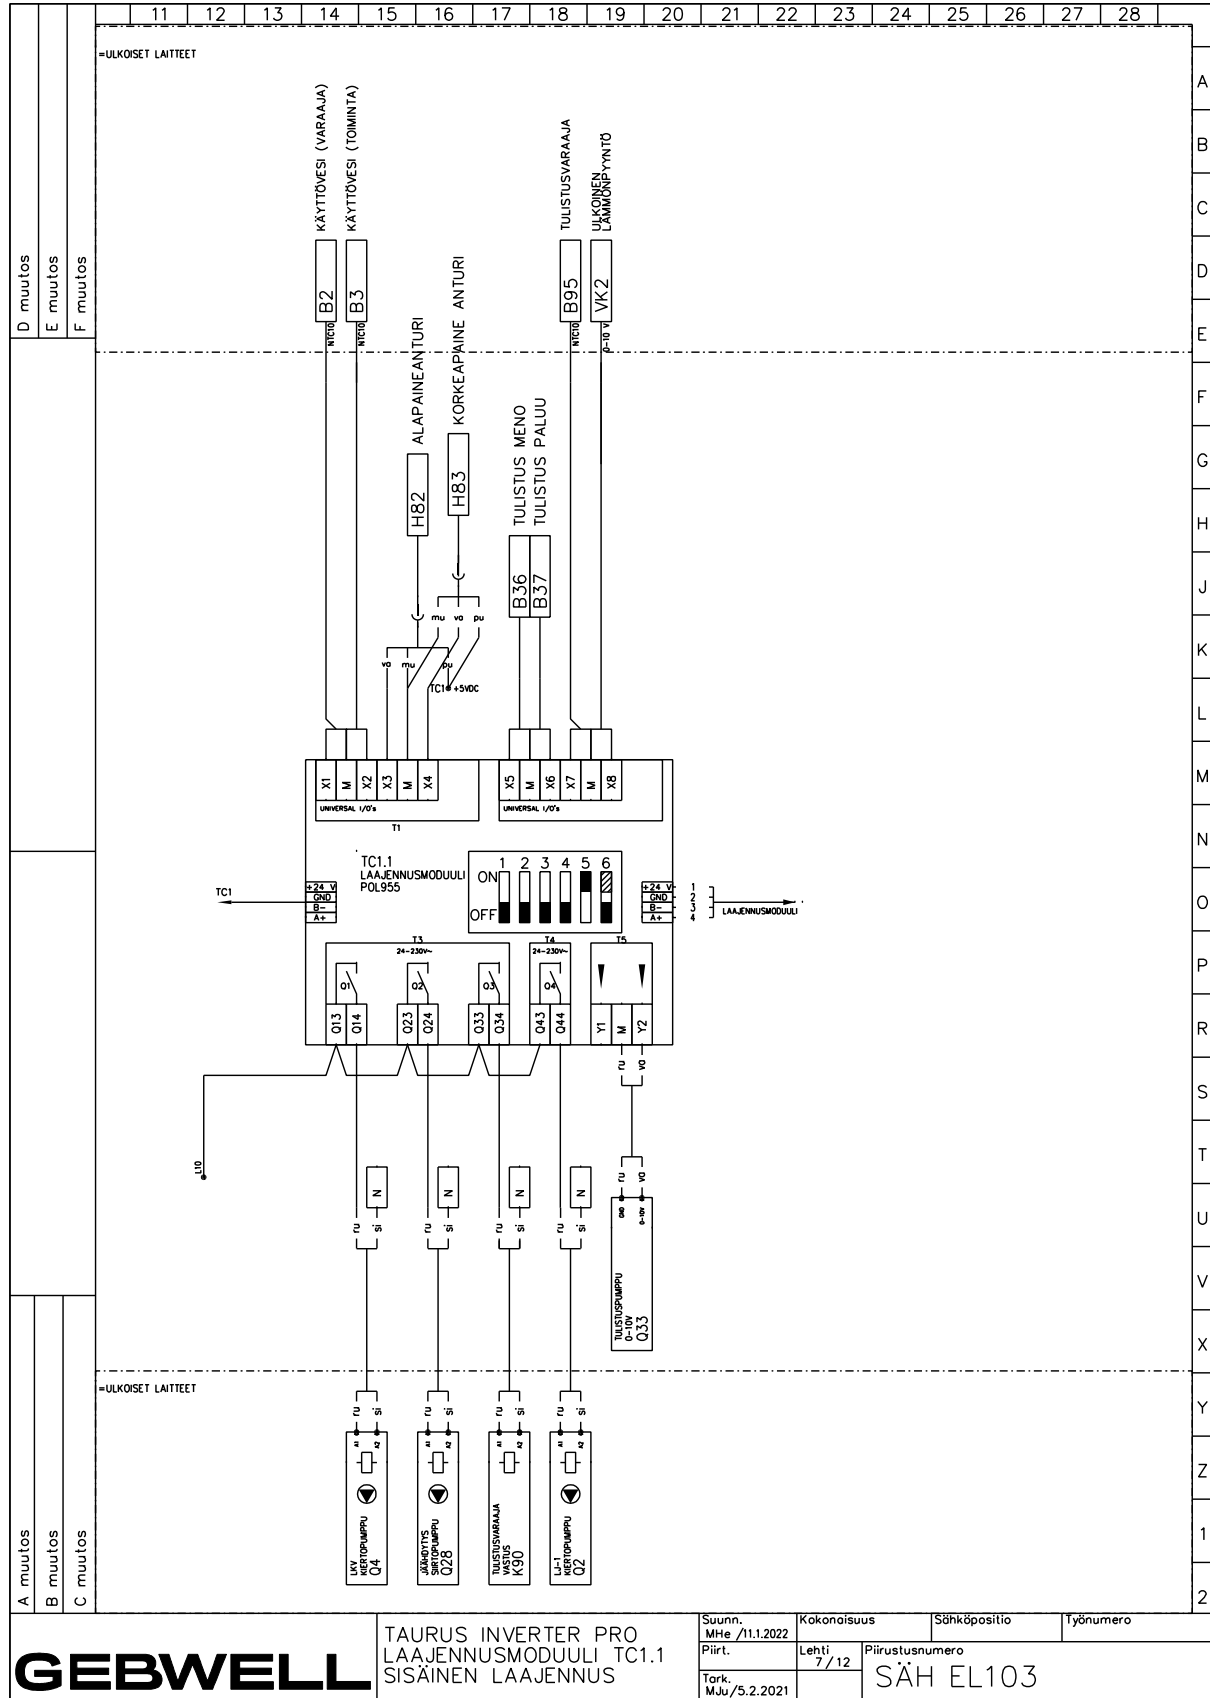 11 12 13 14 15 16 17 18 19 20 21 22 23 24 25 26 27 28
A
B
C
D
E
F
G
H
J
K
L
M
N
O
P
R
S
T
U
V
X
Y
Z
1
2
D muutos
E muutos
F muutos
A muutos
B muutos
C muutos
=ULKOISET LAITTEET
KÄYTTÖVESI (VARAAJA)
KÄYTTÖVESI (TOIMINTA)
TULISTUSVARAAJA
ULKOINEN
LÄMMÖNPYYNTÖ
B2
B3
B95
VK2
NTC10
NTC10
NTC10
0-10 V
ALAPAINEANTURI
KORKEAPAINE ANTURI
H82
H83
TULISTUS MENO
TULISTUS PALUU
B36
B37
mu va pu
va mu pu
TC1 +5VDC
X1 M X2 X3 M X4
X5 M X6 X7 M X8
UNIVERSAL I/O's
UNIVERSAL I/O's
T1
TC1.1
LAAJENNUSMODUULI
POL955
1 2 3 4 5 6
ON
OFF
TC1
+24 V
GND
B-
A+
+24 V 1
GND 2
B- 3
A+ 4
LAAJENNUSMODUULI
T3
24-230V~
T4
24-230V~
T5
Q1 Q2 Q3 Q4
Q13 Q14 Q23 Q24 Q33 Q34 Q43 Q44 Y1 M Y2
ru va
L10
N N N N
ru si ru si ru si ru si
ru va
GND 0-10V
TULISTUSPUMPPU
0-10V
Q33
=ULKOISET LAITTEET
ru si ru si ru si ru si
A1 A2 A1 A2 A1 A2 A1 A2
LKV
KIERTOPUMPPU
Q4
JÄÄHDYTYS
SIIRTOPUMPPU
Q28
TULISTUSVARAAJA
VASTUS
K90
LJ-1
KIERTOPUMPPU
Q2
GEBWELL
TAURUS INVERTER PRO
LAAJENNUSMODUULI TC1.1
SISÄINEN LAAJENNUS
Suunn.
MHe /11.1.2022
Piirt.
Tark.
MJu/5.2.2021
Kokonaisuus
Sähköpositio
Työnumero
Lehti
7/12
Piirustusnumero
SÄH EL103